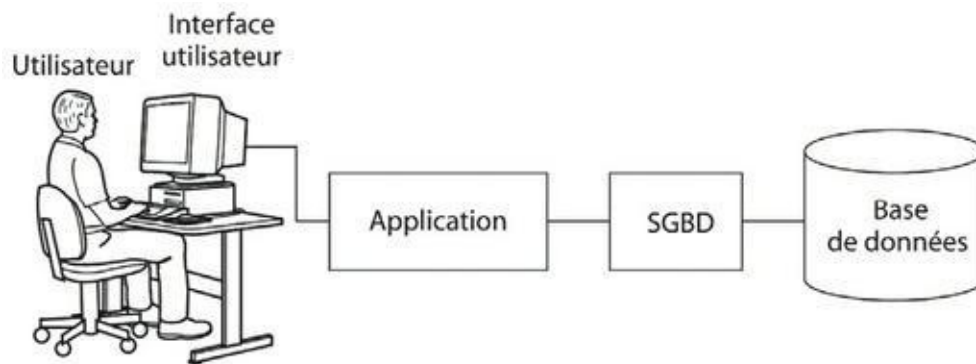 Utilisateur
Interface
utilisateur
Application
SGBD
Base
de données